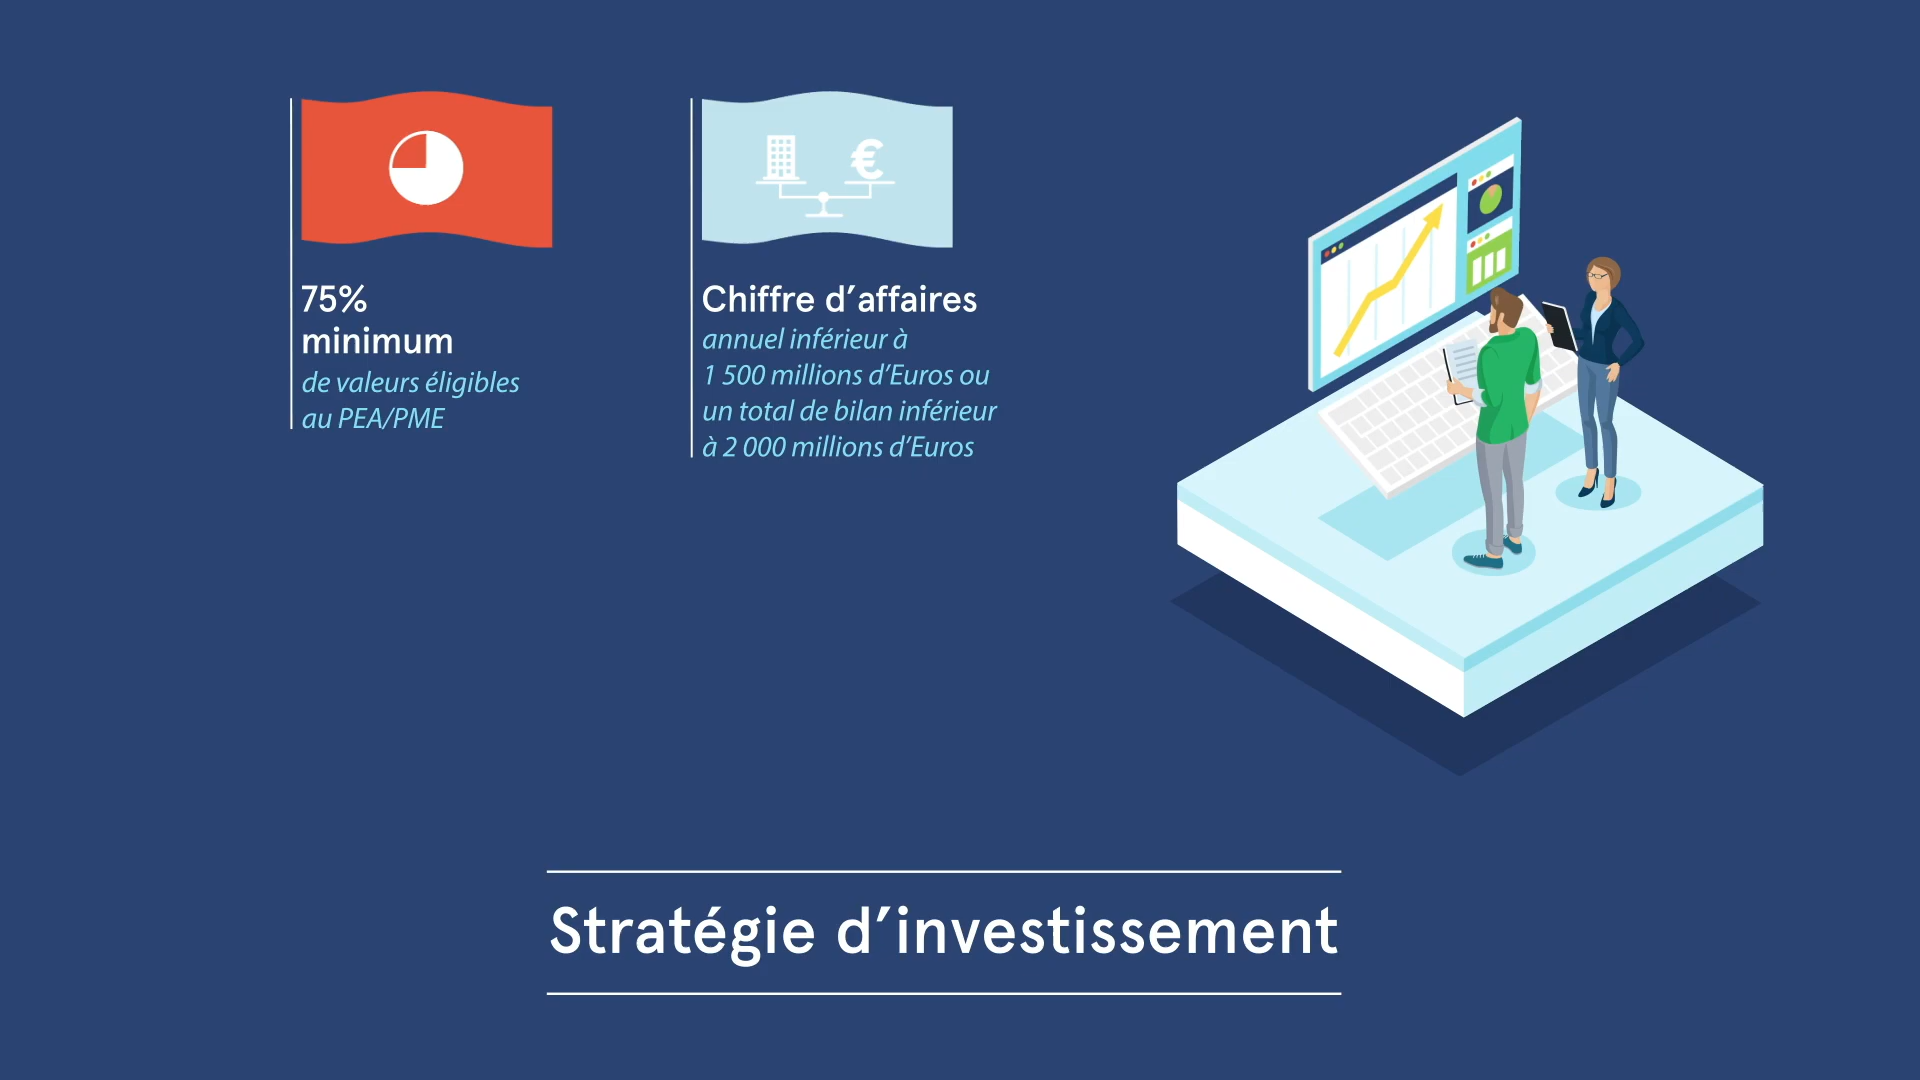 75%
minimum
de valeurs éligibles
au PEA/PME
Chiffre d’affaires
annuel inférieur à
1 500 millions d’Euros ou
un total de bilan inférieur
à 2 000 millions d’Euros
Stratégie d’investissement